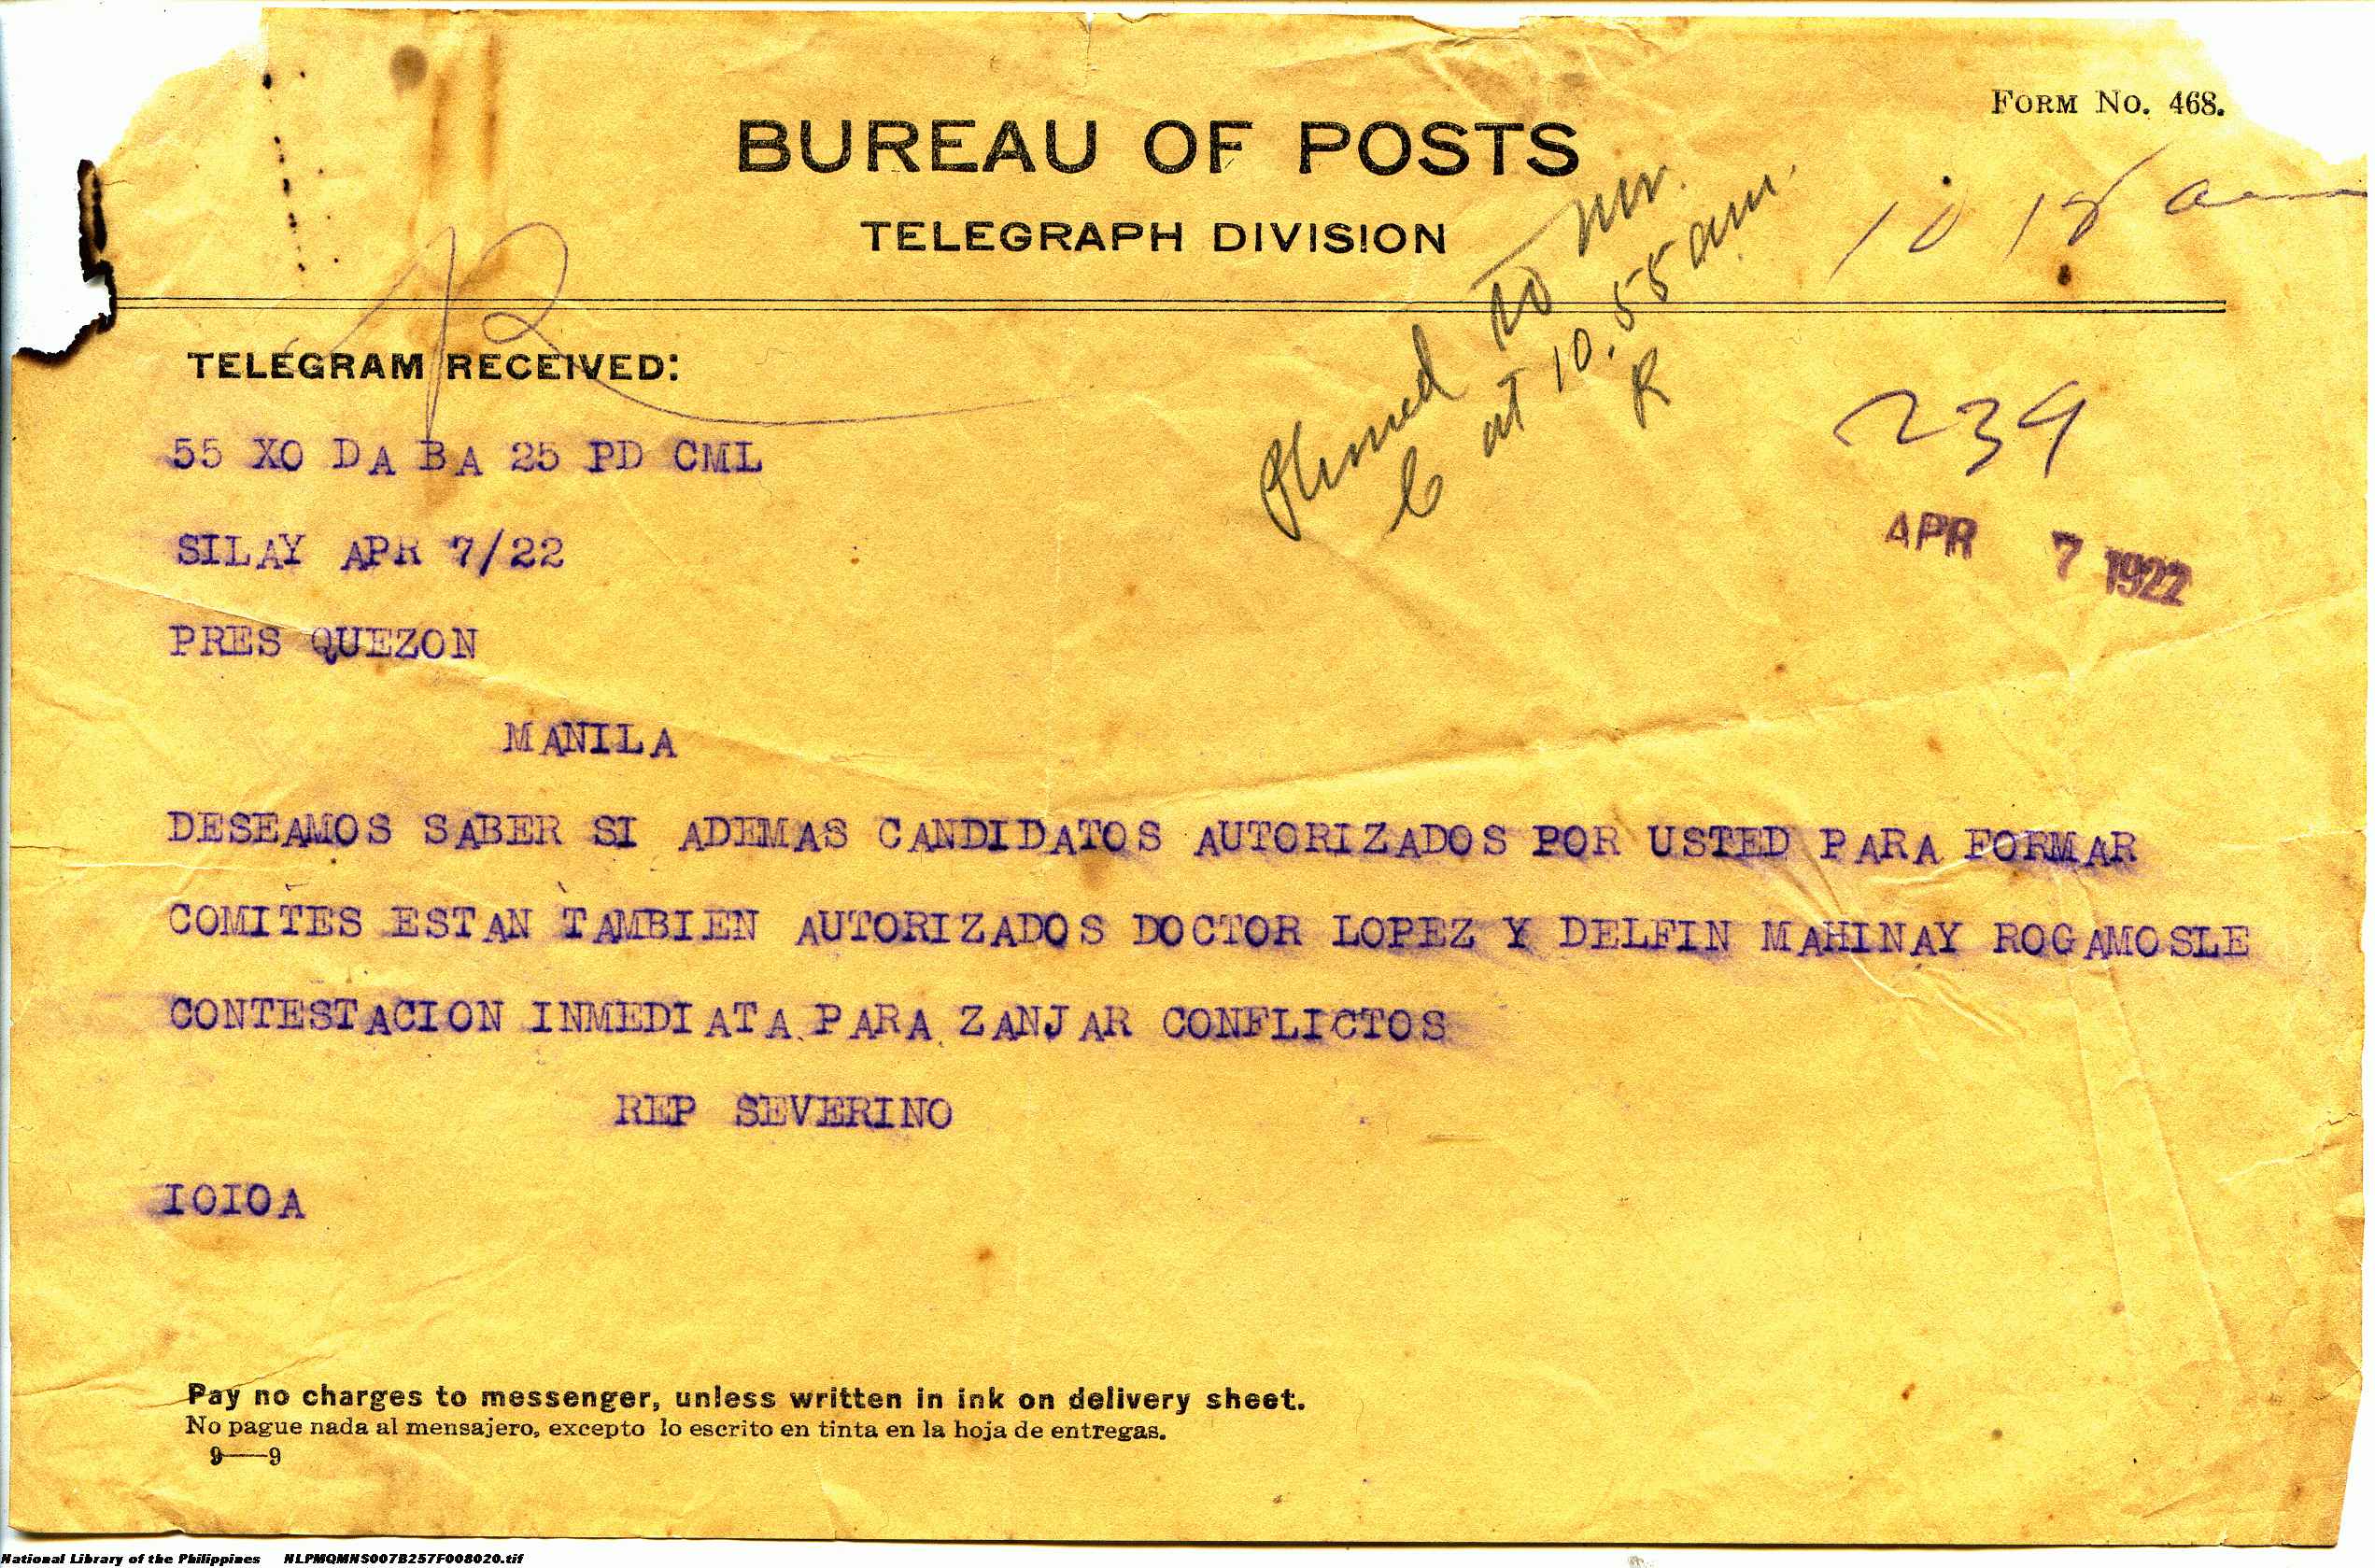 FORM NO. 468.
BUREAU OF POSTS
TELEGRAPH DIVISION
10 18 am
to Mr.
C at 10.55 am.
R
TELEGRAM RECEIVED:
239
55 XO DA BA 25 PD CML
SILAY APR 7/22
APR 7 1922
PRES QUEZON
MANILA
DESEAMOS SABER SI ADEMAS CANDIDATOS AUTORIZADOS POR USTED PARA FORMAR
COMITES ESTAN TAMBIEN AUTORIZADOS DOCTOR LOPEZ Y DELFIN MAHINAY ROGAMOSLE
CONTESTACION INMEDIATA PARA ZANJAR CONFLICTOS
REP SEVERINO
IOIOA
Pay no charges to messenger, unless written in ink on delivery sheet.
No pague nada al mensajero, excepto lo escrito en tinta en la hoja de entregas.
9—9
National Library of the Philippines NLPMQMNS007B257F008020.tif